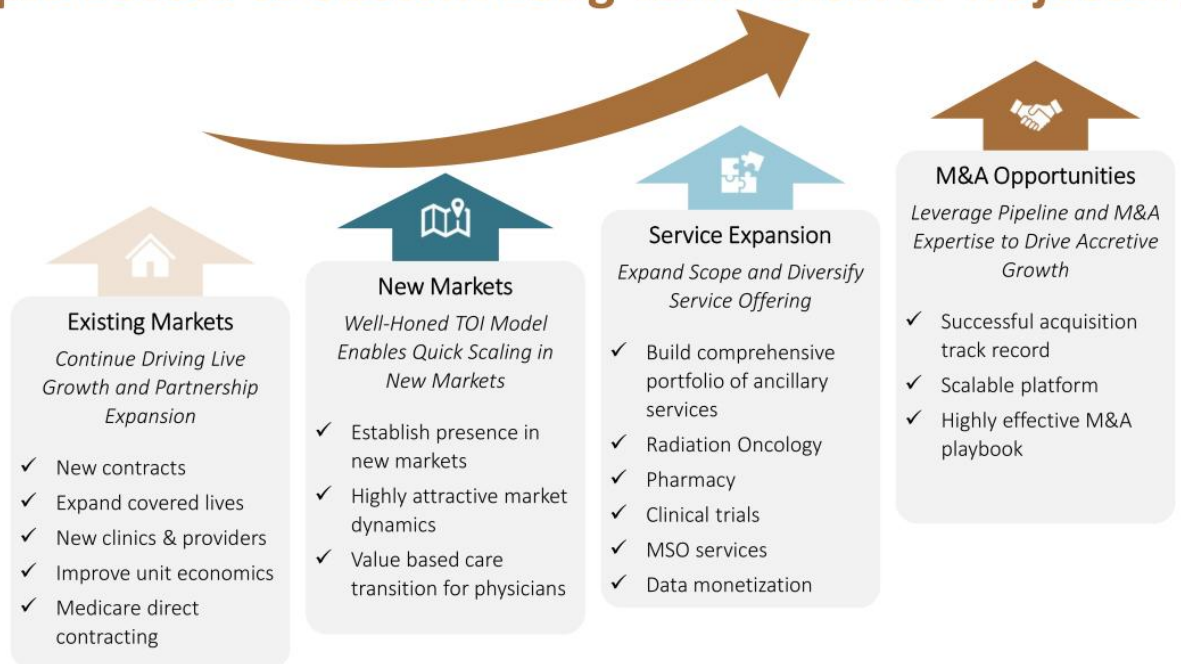 Existing Markets
Continue Driving Live
Growth and Partnership
Expansion
✓ New contracts
✓ Expand covered lives
✓ New clinics & providers
✓ Improve unit economics
✓ Medicare direct
contracting
New Markets
Well-Honed TOI Model
Enables Quick Scaling in
New Markets
✓ Establish presence in
new markets
✓ Highly attractive market
dynamics
✓ Value based care
transition for physicians
Service Expansion
Expand Scope and Diversify
Service Offering
✓ Build comprehensive
portfolio of ancillary
services
✓ Radiation Oncology
✓ Pharmacy
✓ Clinical trials
✓ MSO services
✓ Data monetization
M&A Opportunities
Leverage Pipeline and M&A
Expertise to Drive Accretive
Growth
✓ Successful acquisition
track record
✓ Scalable platform
✓ Highly effective M&A
playbook